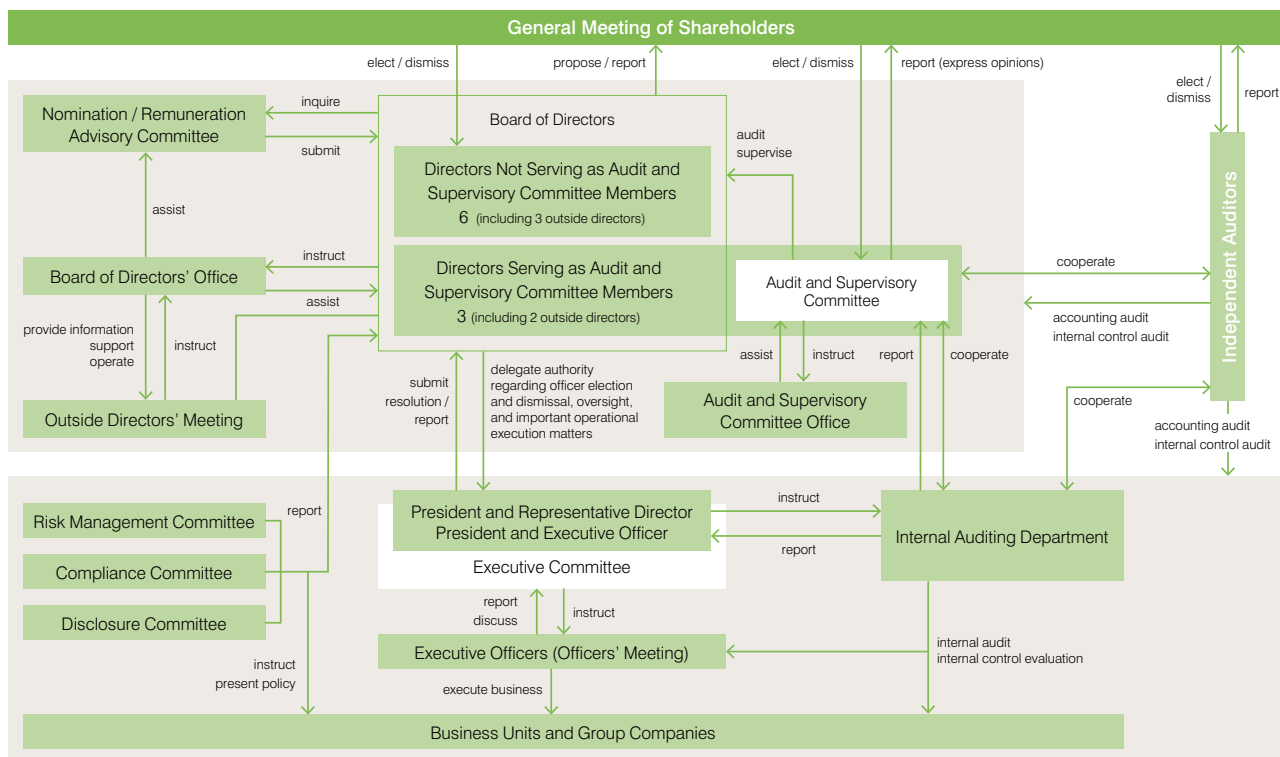 General Meeting of Shareholders
elect / dismiss
propose / report
elect / dismiss
report (express opinions)
elect /
dismiss
report
Nomination / Remuneration
Advisory Committee
inquire
submit
Board of Directors
audit
supervise
Directors Not Serving as Audit and
Supervisory Committee Members
6 (including 3 outside directors)
assist
Board of Directors' Office
instruct
assist
Directors Serving as Audit and
Supervisory Committee Members
3 (including 2 outside directors)
Audit and Supervisory
Committee
cooperate
accounting audit
internal control audit
Independent Auditors
provide information
support
operate
instruct
Outside Directors' Meeting
submit
resolution /
report
delegate authority
regarding officer election
and dismissal, oversight,
and important operational
execution matters
assist
instruct
report
cooperate
Audit and Supervisory
Committee Office
cooperate
accounting audit
internal control audit
Risk Management Committee
Compliance Committee
Disclosure Committee
report
President and Representative Director
President and Executive Officer
Executive Committee
instruct
report
Internal Auditing Department
report
discuss
instruct
Executive Officers (Officers' Meeting)
internal audit
internal control evaluation
instruct
present policy
execute business
Business Units and Group Companies